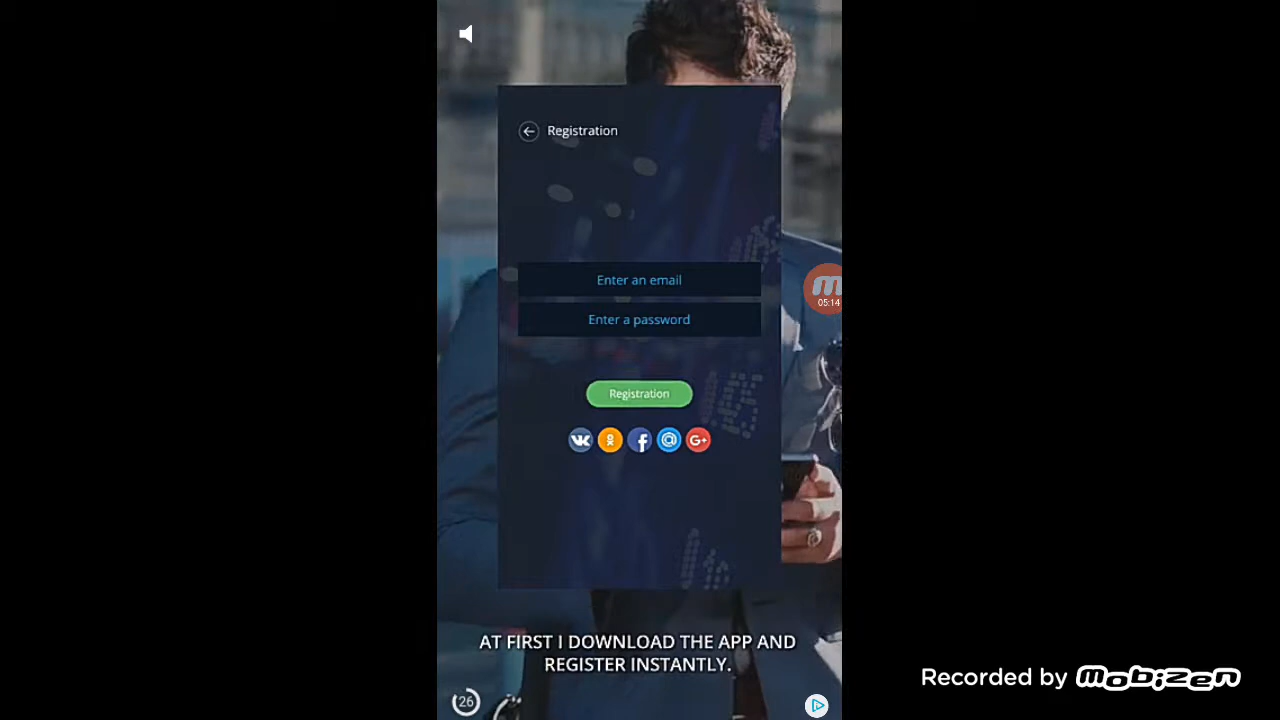 Registration
Enter an email
Enter a password
05:14
Registration
AT FIRST I DOWNLOAD THE APP AND
REGISTER INSTANTLY.
Recorded by mobizen
26